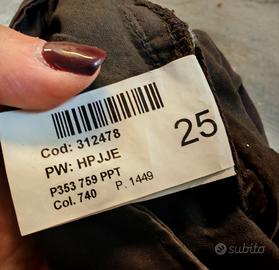 25
Cod: 312478
PW: HPJJE
P353 759 PPT
Col. 740 P. 1449
subito